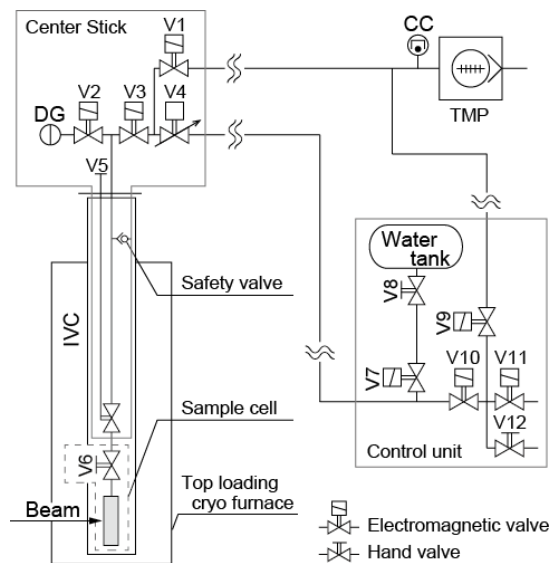 Center Stick
V1
CC
TMP
V2
V3
V4
DG
V5
Water
tank
V8
V9
V10
V11
V7
V12
Control unit
Safety valve
IVC
Sample cell
V6
Top loading
cryo furnace
Beam
Electromagnetic valve
Hand valve